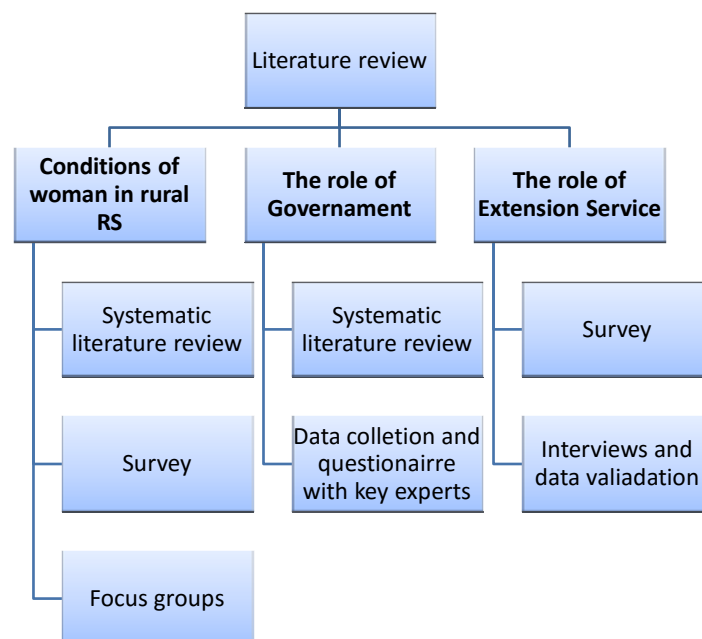 Literature review
Conditions of
woman in rural
RS
The role of
Governament
The role of
Extension Service
Systematic
literature review
Systematic
literature review
Survey
Survey
Data colletion and
questionairre
with key experts
Interviews and
data valiadation
Focus groups